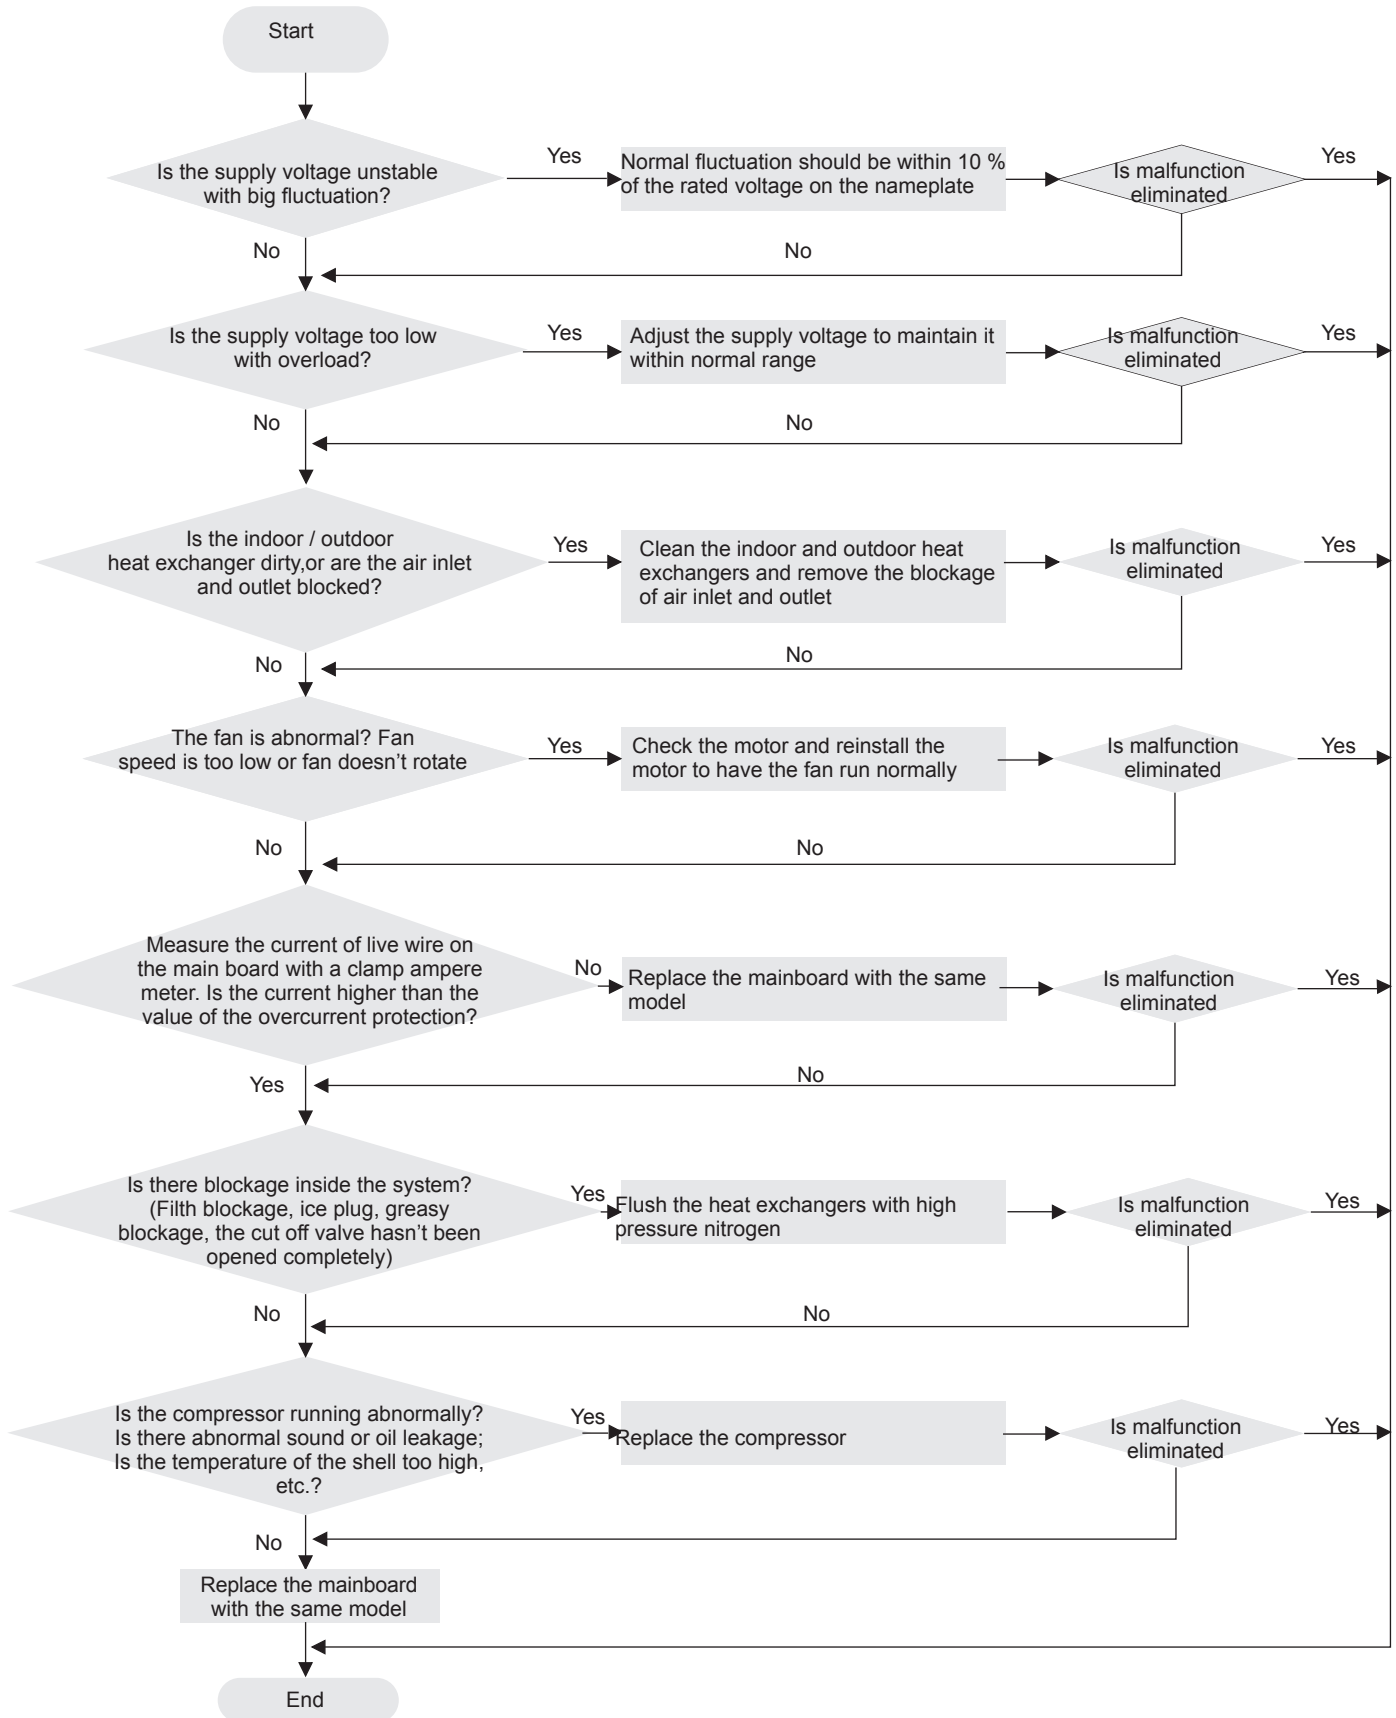 Start
Is the supply voltage unstable
with big fluctuation?
Yes
Normal fluctuation should be within 10 %
of the rated voltage on the nameplate
Is malfunction
eliminated
Yes
No
No
Is the supply voltage too low
with overload?
Yes
Adjust the supply voltage to maintain it
within normal range
Is malfunction
eliminated
Yes
No
No
Is the indoor / outdoor
heat exchanger dirty,or are the air inlet
and outlet blocked?
Yes
Clean the indoor and outdoor heat
exchangers and remove the blockage
of air inlet and outlet
Is malfunction
eliminated
Yes
No
No
The fan is abnormal? Fan
speed is too low or fan doesn’t rotate
Yes
Check the motor and reinstall the
motor to have the fan run normally
Is malfunction
eliminated
Yes
No
No
Measure the current of live wire on
the main board with a clamp ampere
meter. Is the current higher than the
value of the overcurrent protection?
No
Replace the mainboard with the same
model
Is malfunction
eliminated
Yes
Yes
No
Is there blockage inside the system?
(Filth blockage, ice plug, greasy
blockage, the cut off valve hasn’t been
opened completely)
Yes
Flush the heat exchangers with high
pressure nitrogen
Is malfunction
eliminated
Yes
No
No
Is the compressor running abnormally?
Is there abnormal sound or oil leakage;
Is the temperature of the shell too high,
etc.?
Yes
Replace the compressor
Is malfunction
eliminated
Yes
No
Replace the mainboard
with the same model
End